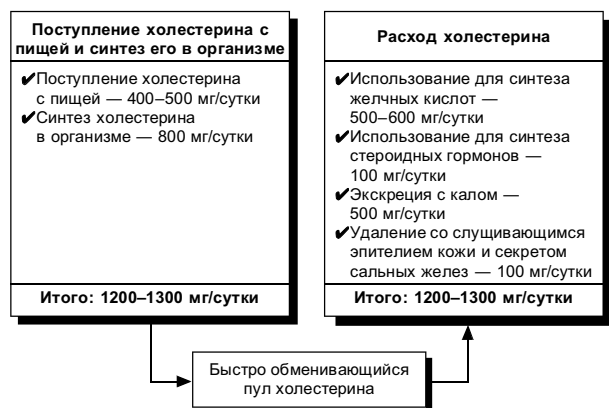 Поступление холестерина с
пищей и синтез его в организме
✔Поступление холестерина
с пищей — 400–500 мг/сутки
✔Синтез холестерина
в организме — 800 мг/сутки
Итого: 1200–1300 мг/сутки
Расход холестерина
✔Использование для синтеза
желчных кислот —
500–600 мг/сутки
✔Использование для синтеза
стероидных гормонов —
100 мг/сутки
✔Экскреция с калом —
500 мг/сутки
✔Удаление со слущивающимся
эпителием кожи и секретом
сальных желез — 100 мг/сутки
Итого: 1200–1300 мг/сутки
Быстро обменивающийся
пул холестерина